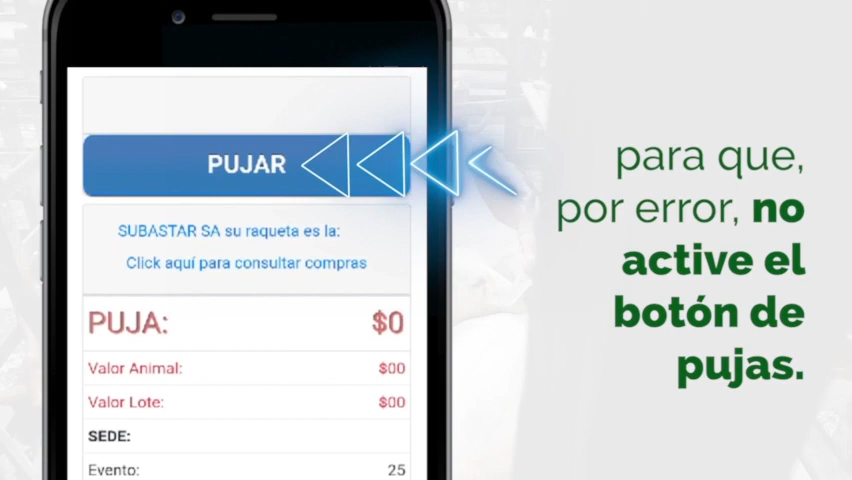 PUJAR
SUBASTAR SA su raqueta es la:
Click aquí para consultar compras
PUJA: $0
Valor Animal: $00
Valor Lote: $00
SEDE:
Evento: 25
para que,
por error, no
active el
botón de
pujas.